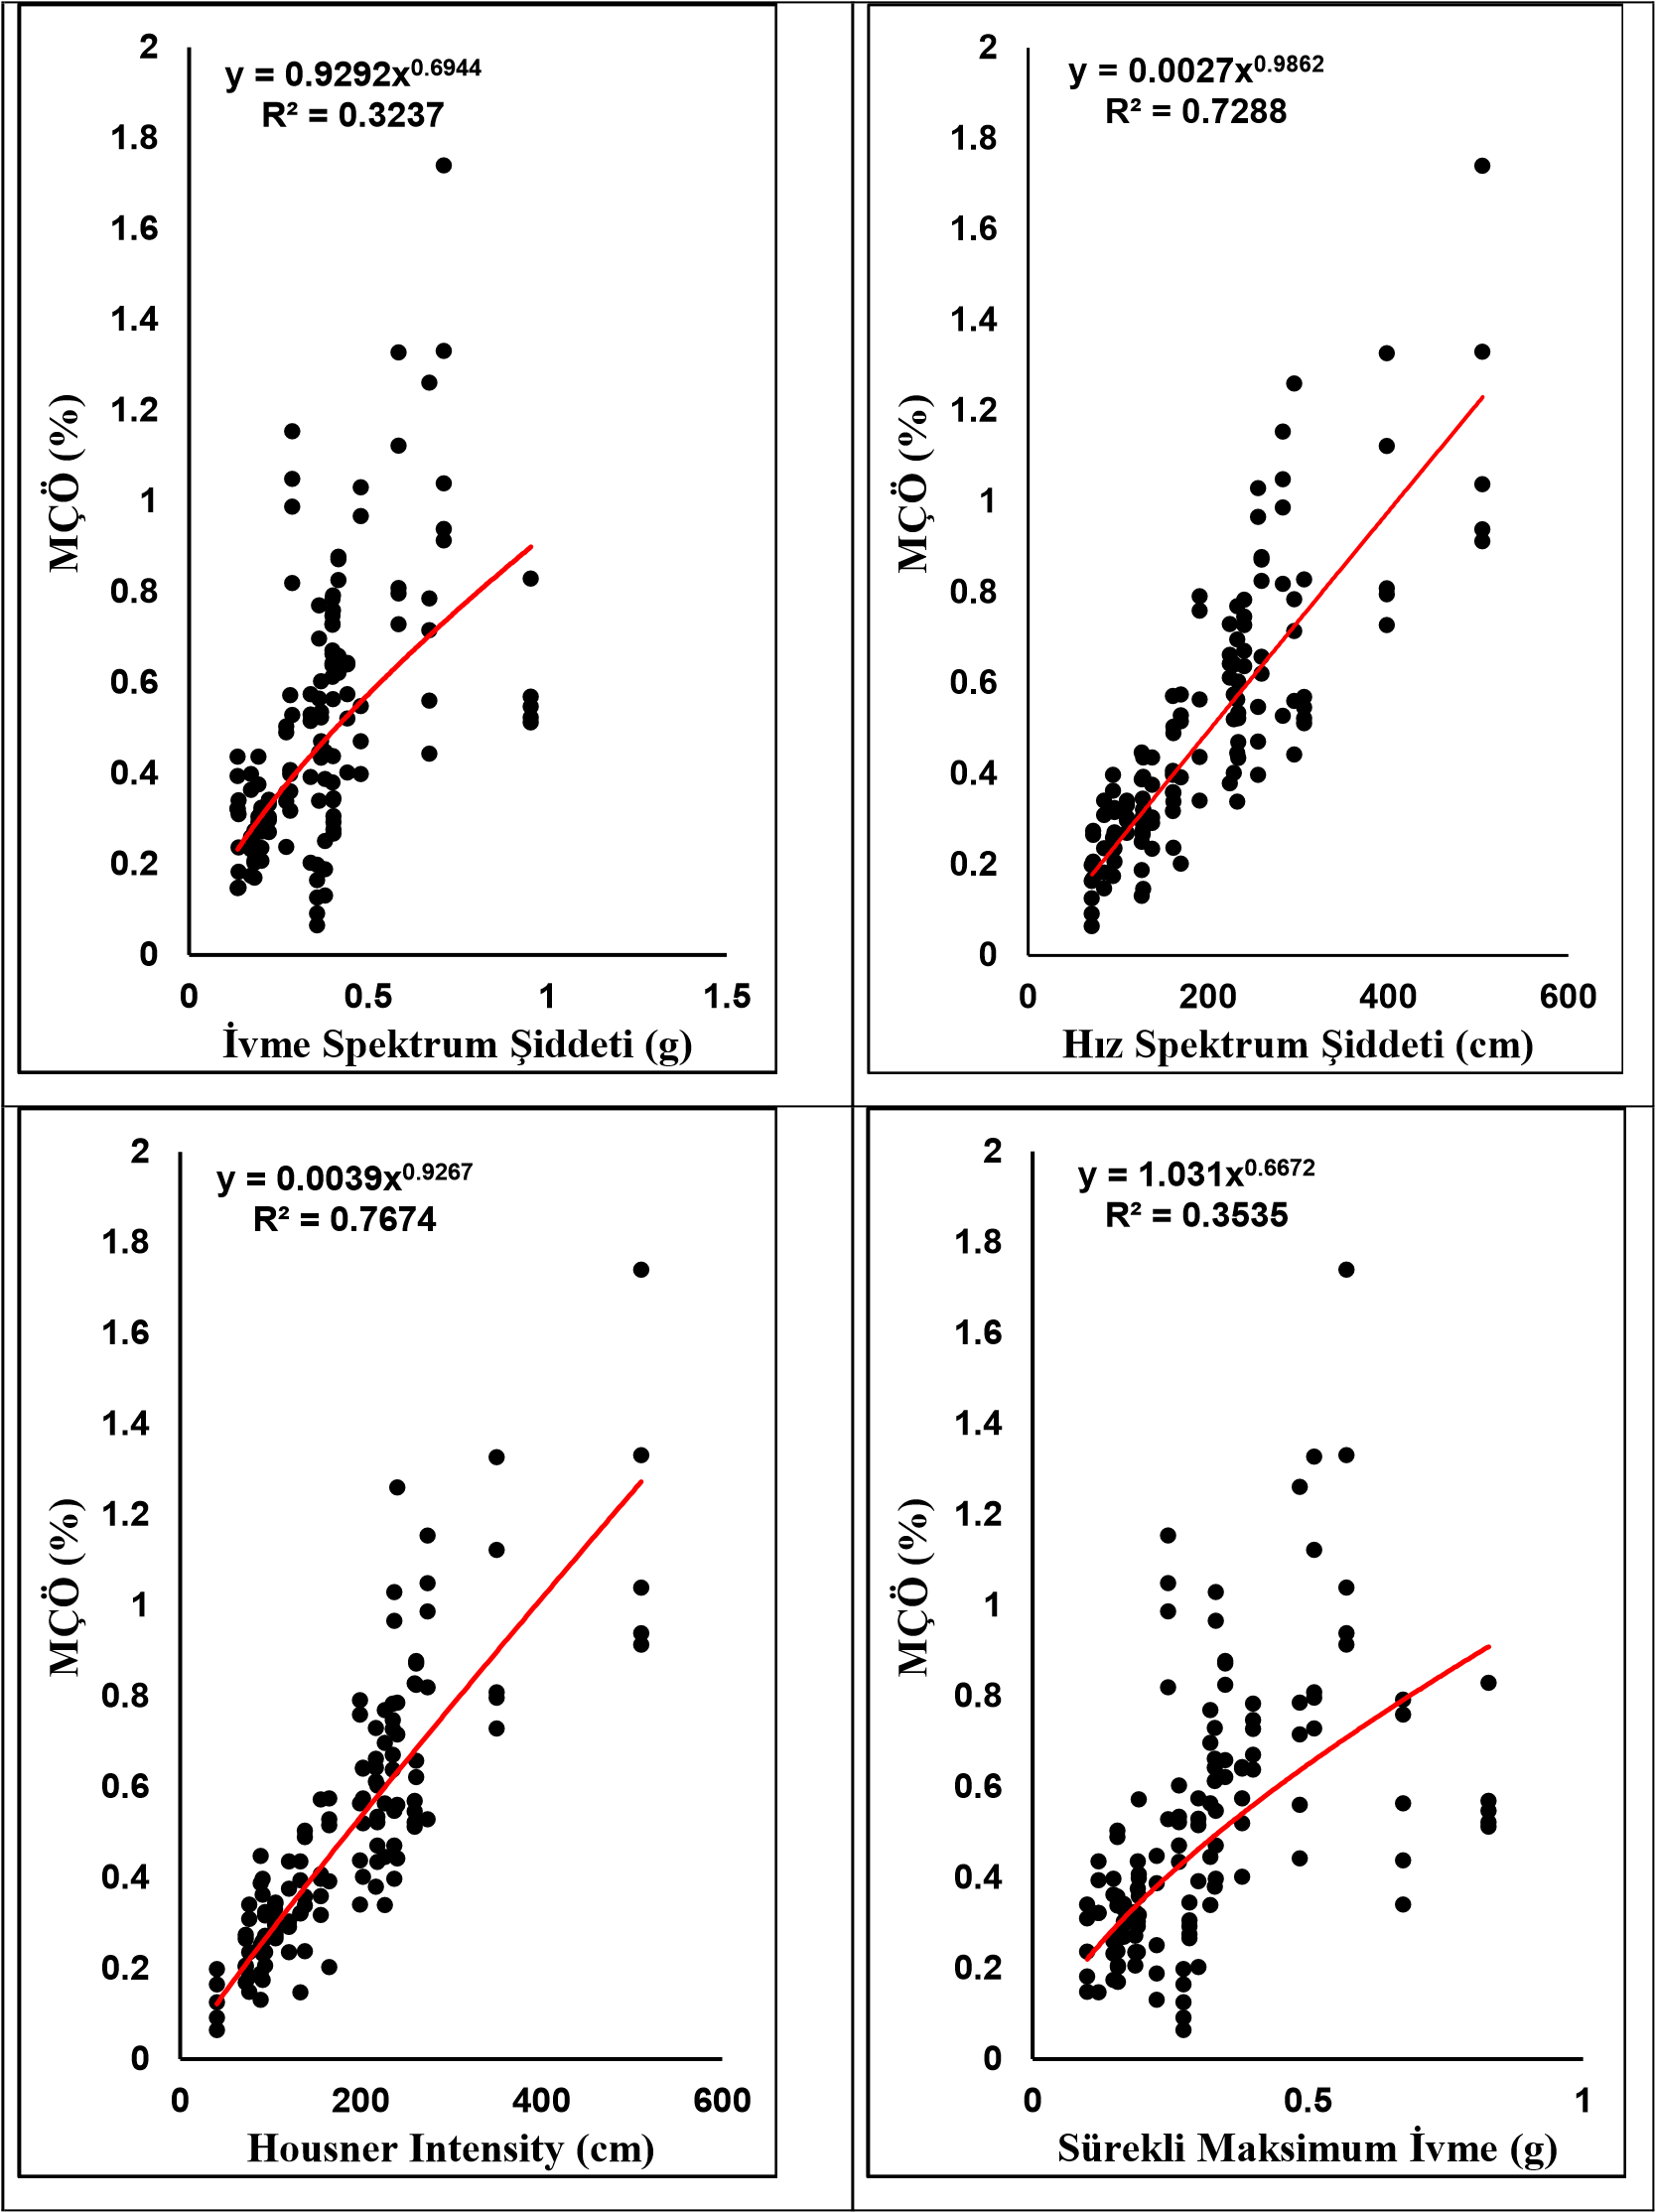 y = 0.9292x^0.6944
R² = 0.3237
2
1.8
1.6
1.4
1.2
1
0.8
0.6
0.4
0.2
0
MÇÖ (%)
0 0.5 1 1.5
İvme Spektrum Şiddeti (g)
y = 0.0027x^0.9862
R² = 0.7288
2
1.8
1.6
1.4
1.2
1
0.8
0.6
0.4
0.2
0
MÇÖ (%)
0 200 400 600
Hız Spektrum Şiddeti (cm)
y = 0.0039x^0.9267
R² = 0.7674
2
1.8
1.6
1.4
1.2
1
0.8
0.6
0.4
0.2
0
MÇÖ (%)
0 200 400 600
Housner Intensity (cm)
y = 1.031x^0.6672
R² = 0.3535
2
1.8
1.6
1.4
1.2
1
0.8
0.6
0.4
0.2
0
MÇÖ (%)
0 0.5 1
Sürekli Maksimum İvme (g)